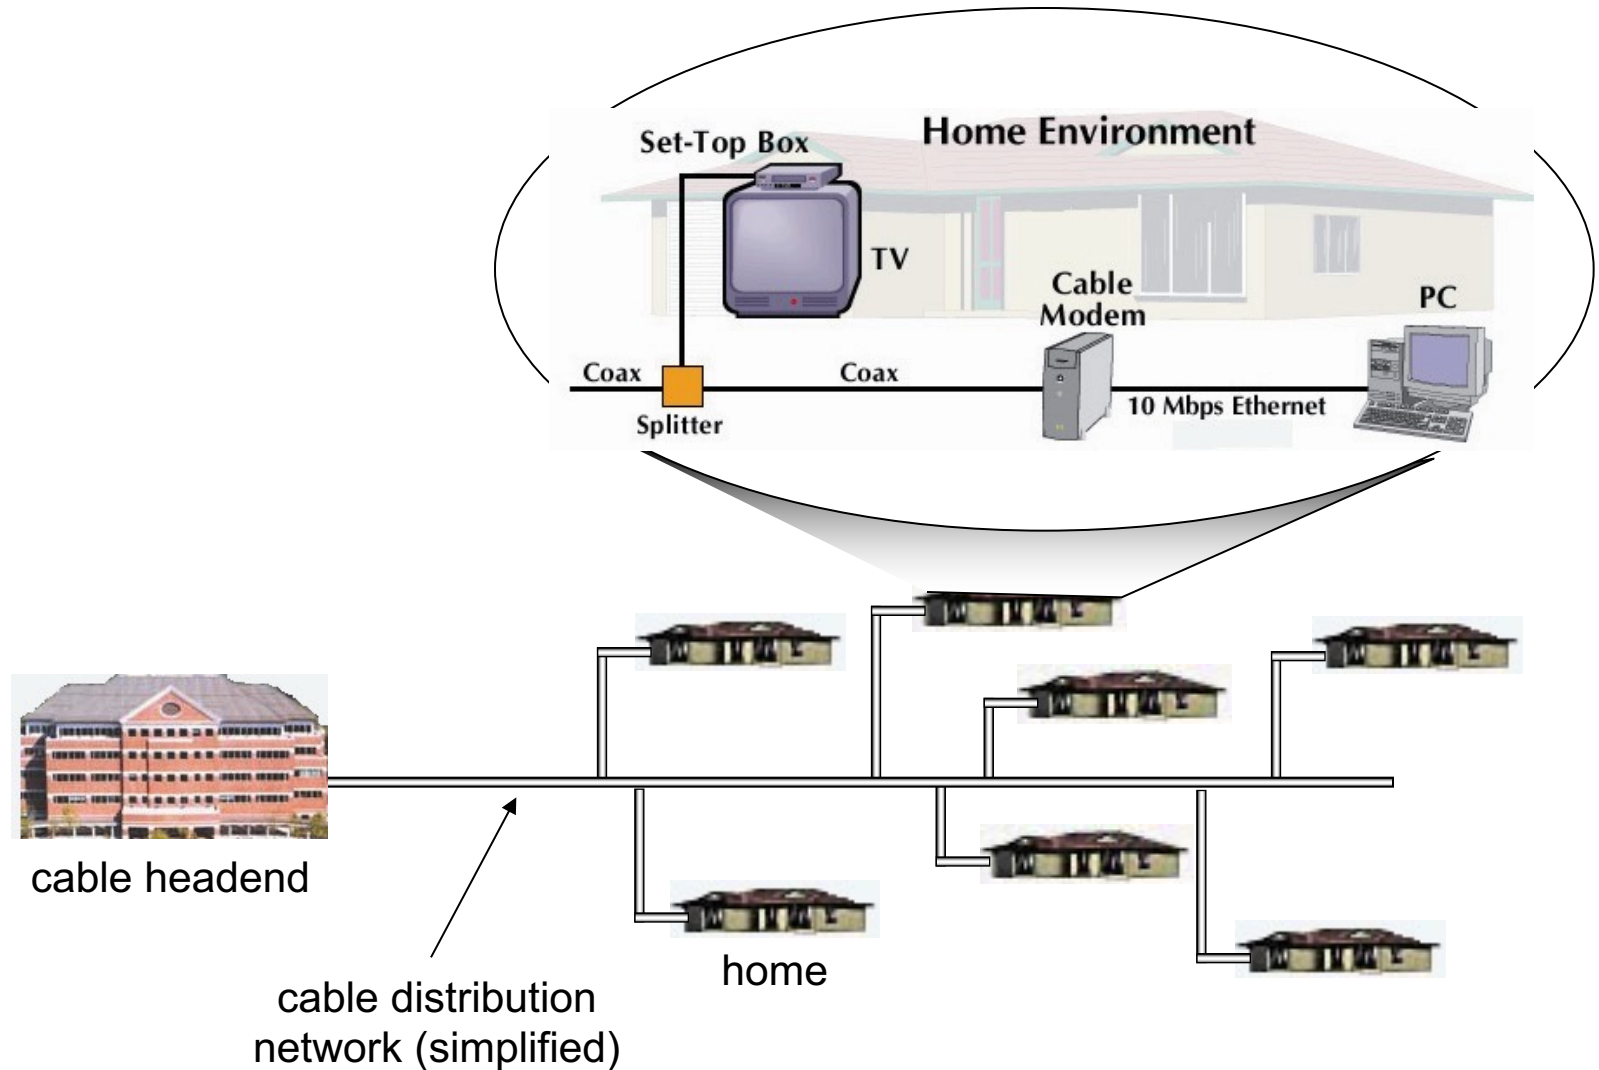 Home Environment
Set-Top Box
TV
Cable
Modem
PC
Coax
Coax
10 Mbps Ethernet
Splitter
cable headend
home
cable distribution
network (simplified)